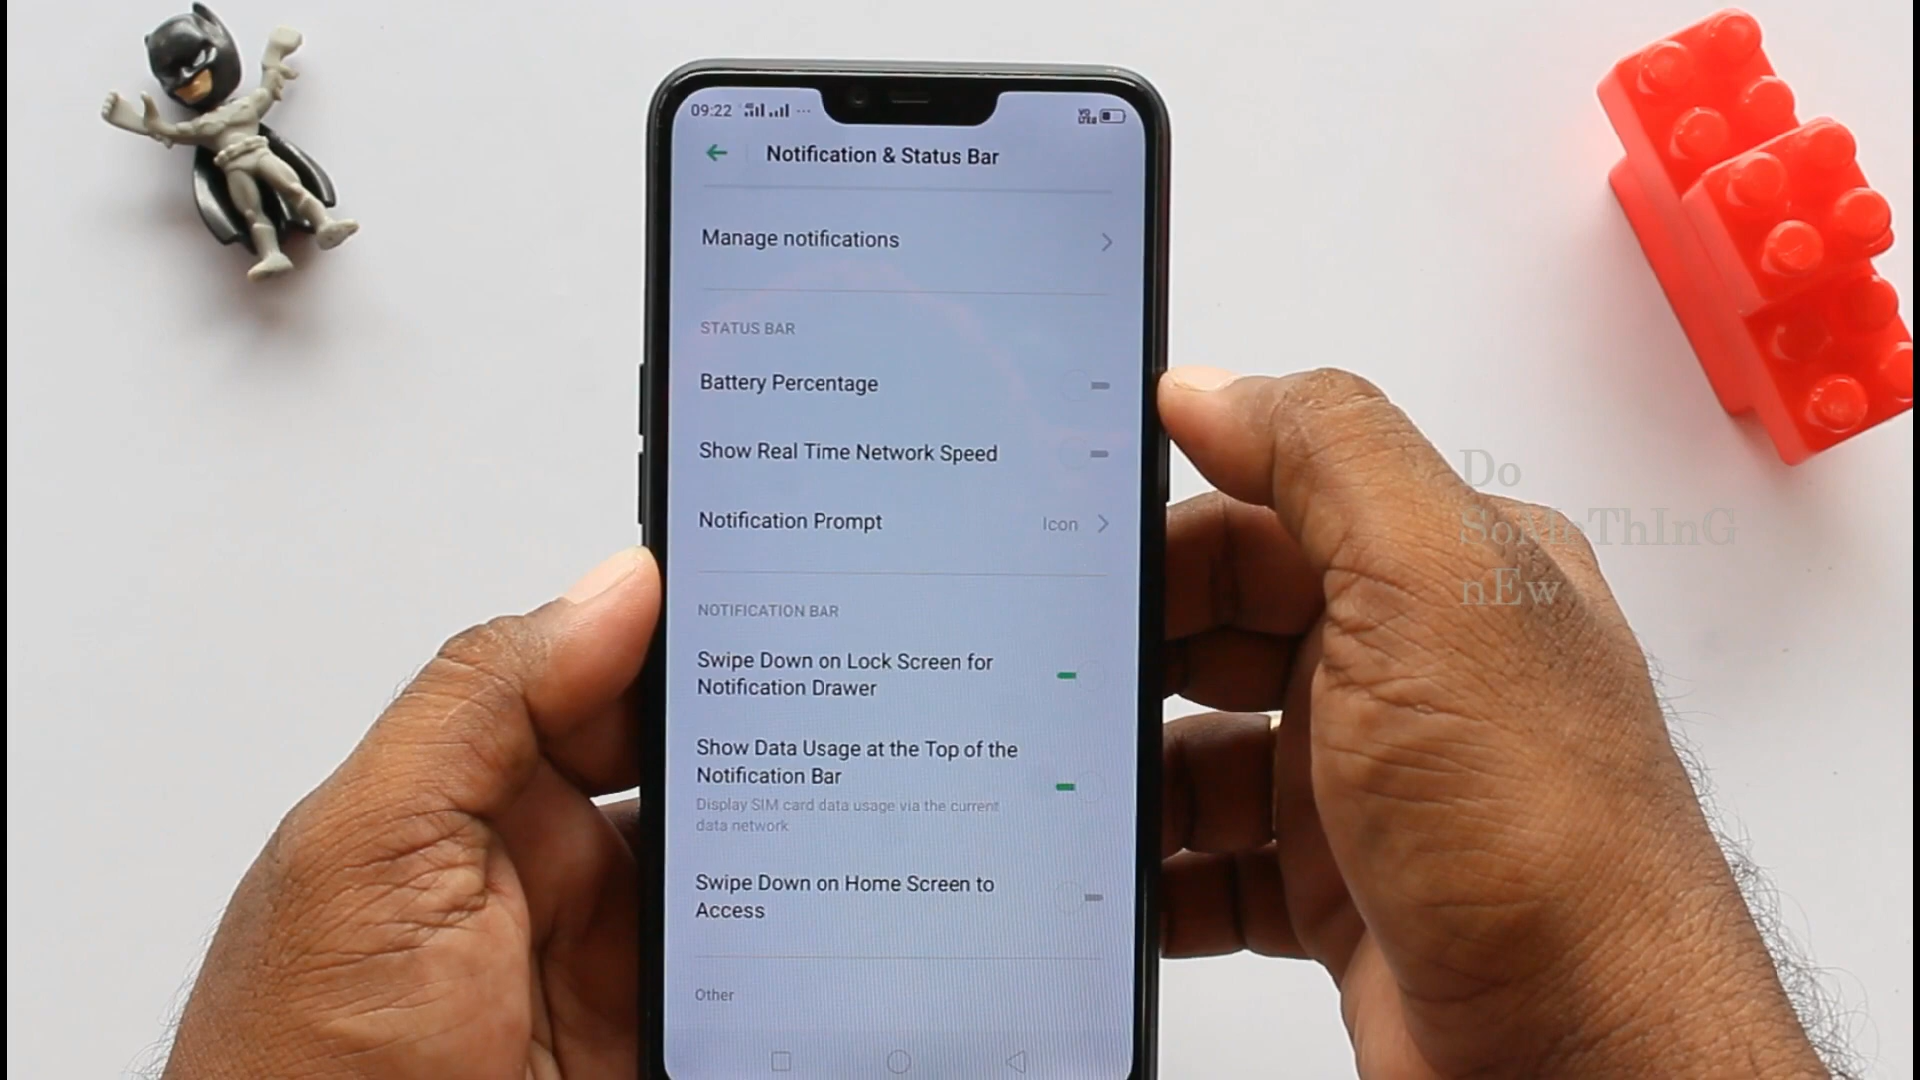 09:22
Notification & Status Bar
Manage notifications
STATUS BAR
Battery Percentage
Show Real Time Network Speed
Notification Prompt Icon
NOTIFICATION BAR
Swipe Down on Lock Screen for
Notification Drawer
Show Data Usage at the Top of the
Notification Bar
Display SIM card data usage via the current
data network
Swipe Down on Home Screen to
Access
Other
Do
SoMeThInG
nEw